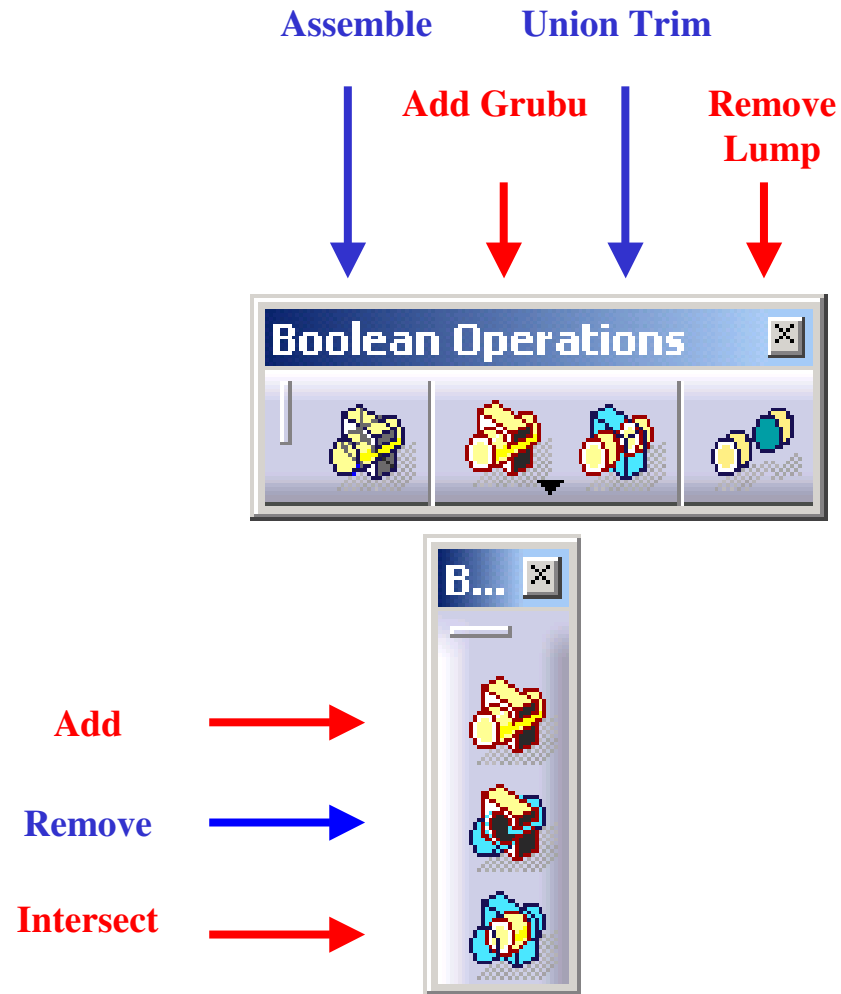 Assemble Union Trim
Add Grubu Remove
Lump
Boolean Operations
B...
Add
Remove
Intersect